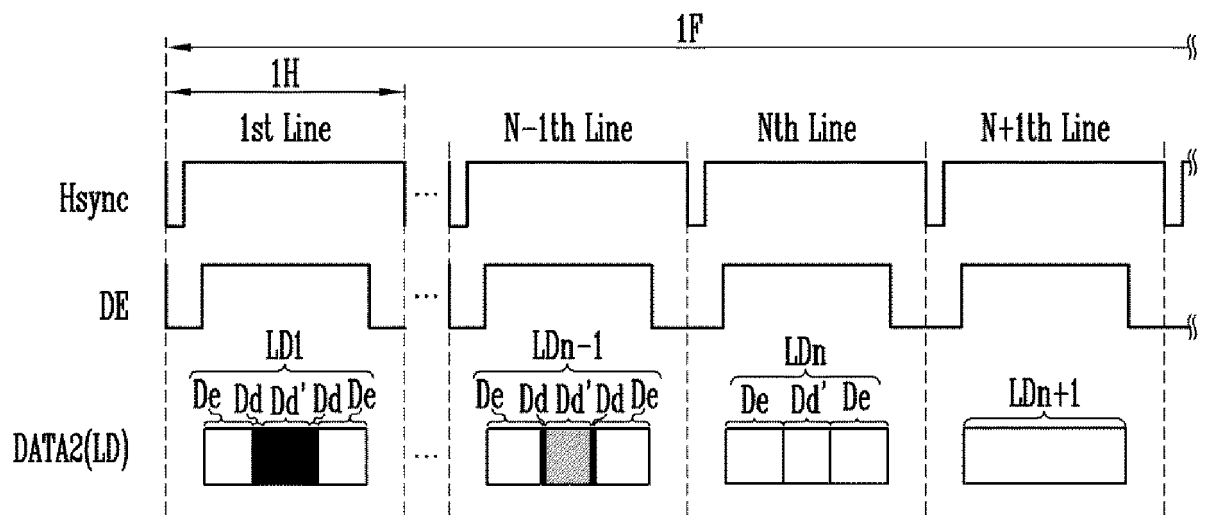 1F
1H
1st Line N-1th Line Nth Line N+1th Line
Hsync ...
DE ...
LD1 LDn-1 LDn LDn+1
De Dd Dd' Dd De De Dd Dd' Dd De De Dd' De
DATA2(LD) ...